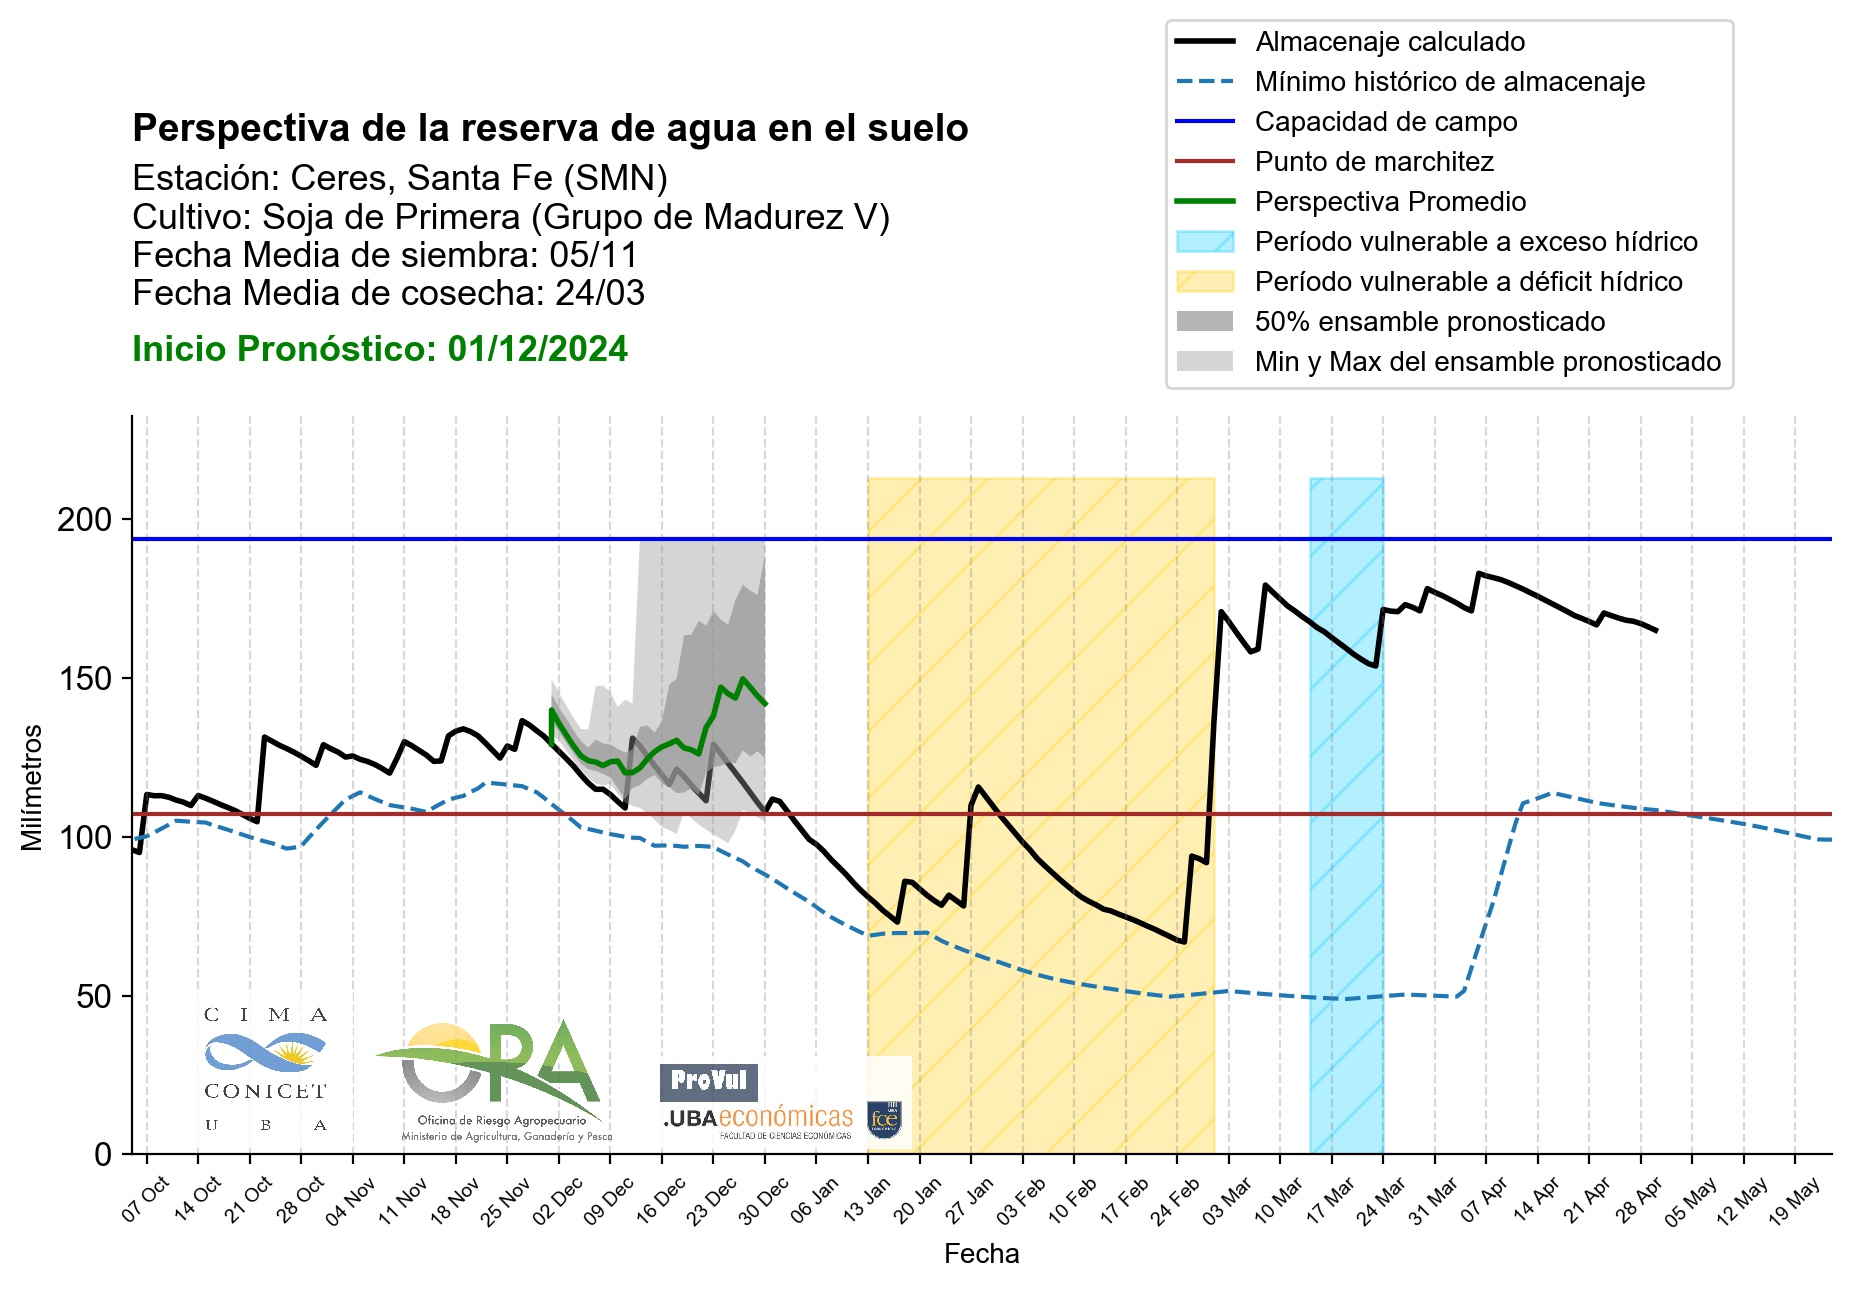 Almacenaje calculado
Mínimo histórico de almacenaje
Capacidad de campo
Punto de marchitez
Perspectiva Promedio
Período vulnerable a exceso hídrico
Período vulnerable a déficit hídrico
50% ensamble pronosticado
Min y Max del ensamble pronosticado
Perspectiva de la reserva de agua en el suelo
Estación: Ceres, Santa Fe (SMN)
Cultivo: Soja de Primera (Grupo de Madurez V)
Fecha Media de siembra: 05/11
Fecha Media de cosecha: 24/03
Inicio Pronóstico: 01/12/2024
200
150
100
50
0
Milímetros
CIMA
CONICET
UBA
ORA
Oficina de Riesgo Agropecuario
Ministerio de Agricultura, Ganadería y Pesca
ProVul
.UBAeconómicas
FACULTAD DE CIENCIAS ECONÓMICAS
UBA
fce
07 Oct
14 Oct
21 Oct
28 Oct
04 Nov
11 Nov
18 Nov
25 Nov
02 Dec
09 Dec
16 Dec
23 Dec
30 Dec
06 Jan
13 Jan
20 Jan
27 Jan
03 Feb
10 Feb
17 Feb
24 Feb
03 Mar
10 Mar
17 Mar
24 Mar
31 Mar
07 Apr
14 Apr
21 Apr
28 Apr
05 May
12 May
19 May
Fecha